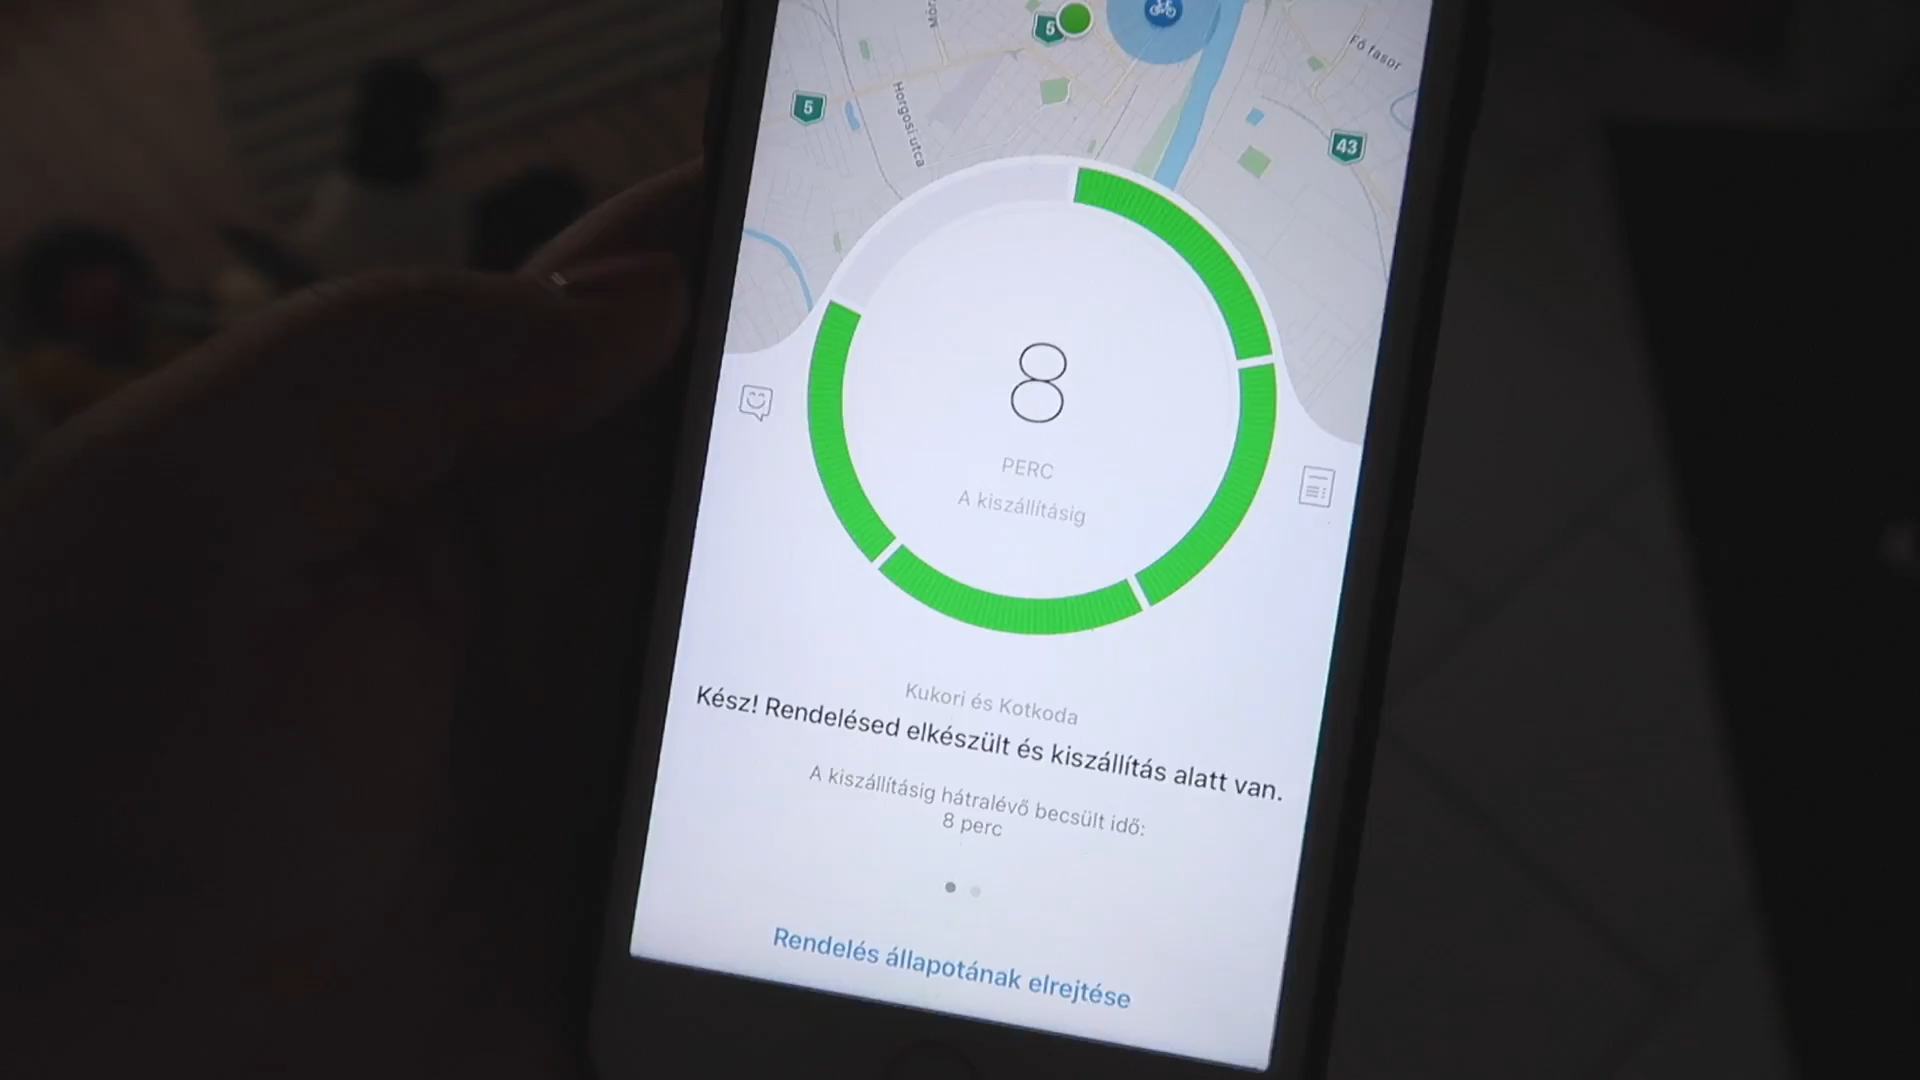 5
Fő fasor
5
Horgosi utca
43
8
PERC
A kiszállításig
Kukori és Kotkoda
Kész! Rendelésed elkészült és kiszállítás alatt van.
A kiszállításig hátralévő becsült idő:
8 perc
Rendelés állapotának elrejtése